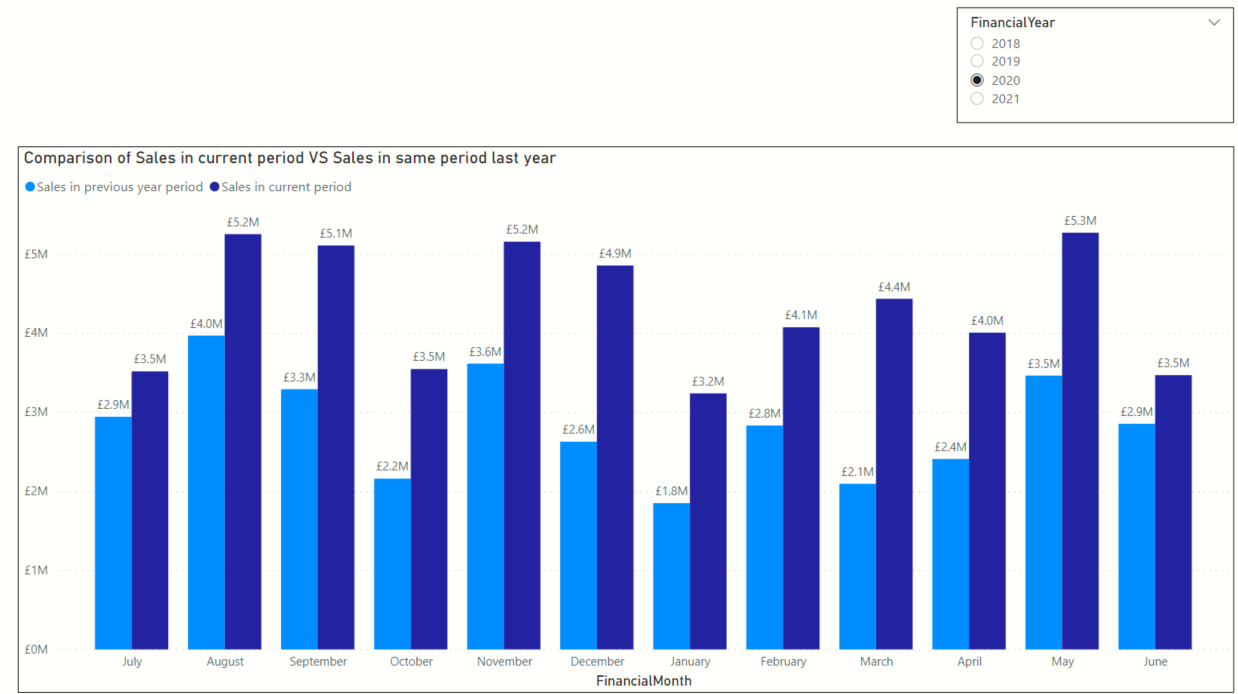 FinancialYear
2018
2019
2020
2021
Comparison of Sales in current period VS Sales in same period last year
Sales in previous year period Sales in current period
£5M
£4M
£3M
£2M
£1M
£0M
£2.9M £3.5M
£4.0M £5.2M
£3.3M £5.1M
£2.2M £3.5M
£3.6M £5.2M
£2.6M £4.9M
£1.8M £3.2M
£2.8M £4.1M
£2.1M £4.4M
£2.4M £4.0M
£3.5M £5.3M
£2.9M £3.5M
July August September October November December January February March April May June
FinancialMonth